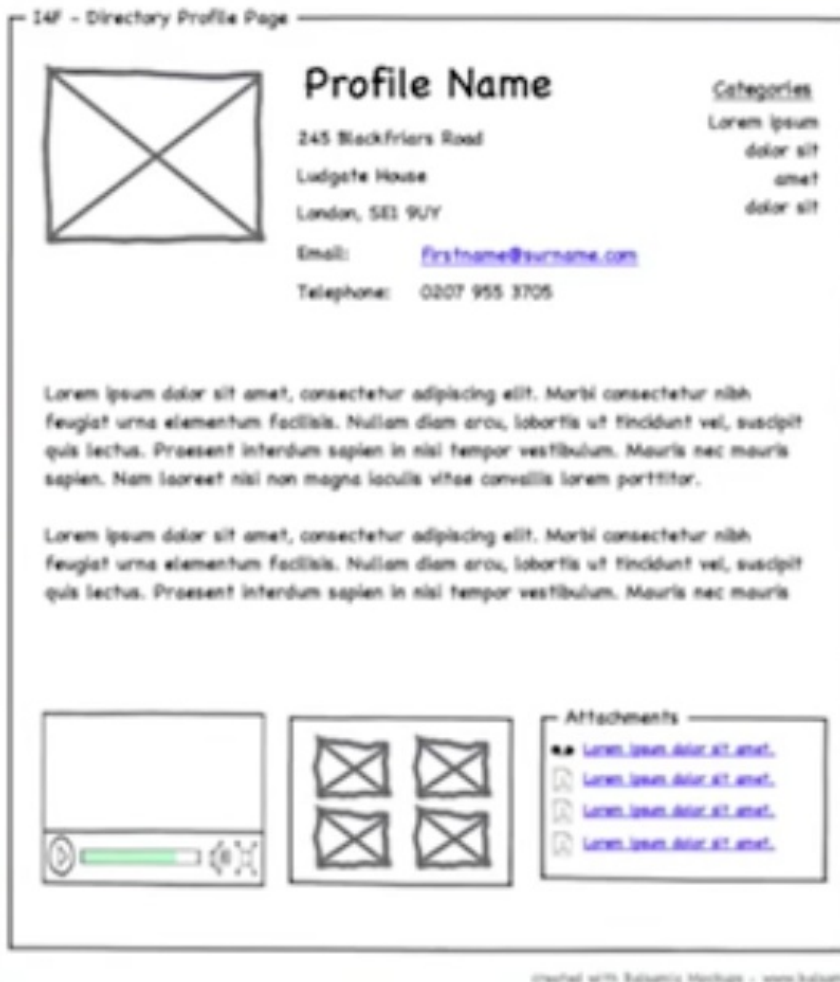 I4F - Directory Profile Page
Profile Name
245 Blackfriars Road
Ludgate House
London, SE1 9UY
Email: firstname@surname.com
Telephone: 0207 955 3705
Categories
Lorem ipsum
dolor sit
amet
dolor sit
Lorem ipsum dolor sit amet, consectetur adipiscing elit. Morbi consectetur nibh
feugiat urna elementum facilisis. Nullam diam arcu, lobortis ut tincidunt vel, suscipit
quis lectus. Praesent interdum sapien in nisi tempor vestibulum. Mauris nec mauris
sapien. Nam laoreet nisi non magna iaculis vitae convallis lorem porttitor.
Lorem ipsum dolor sit amet, consectetur adipiscing elit. Morbi consectetur nibh
feugiat urna elementum facilisis. Nullam diam arcu, lobortis ut tincidunt vel, suscipit
quis lectus. Praesent interdum sapien in nisi tempor vestibulum. Mauris nec mauris
Attachments
Lorem ipsum dolor sit amet.
Lorem ipsum dolor sit amet.
Lorem ipsum dolor sit amet.
Lorem ipsum dolor sit amet.
created with Balsamiq Mockups -